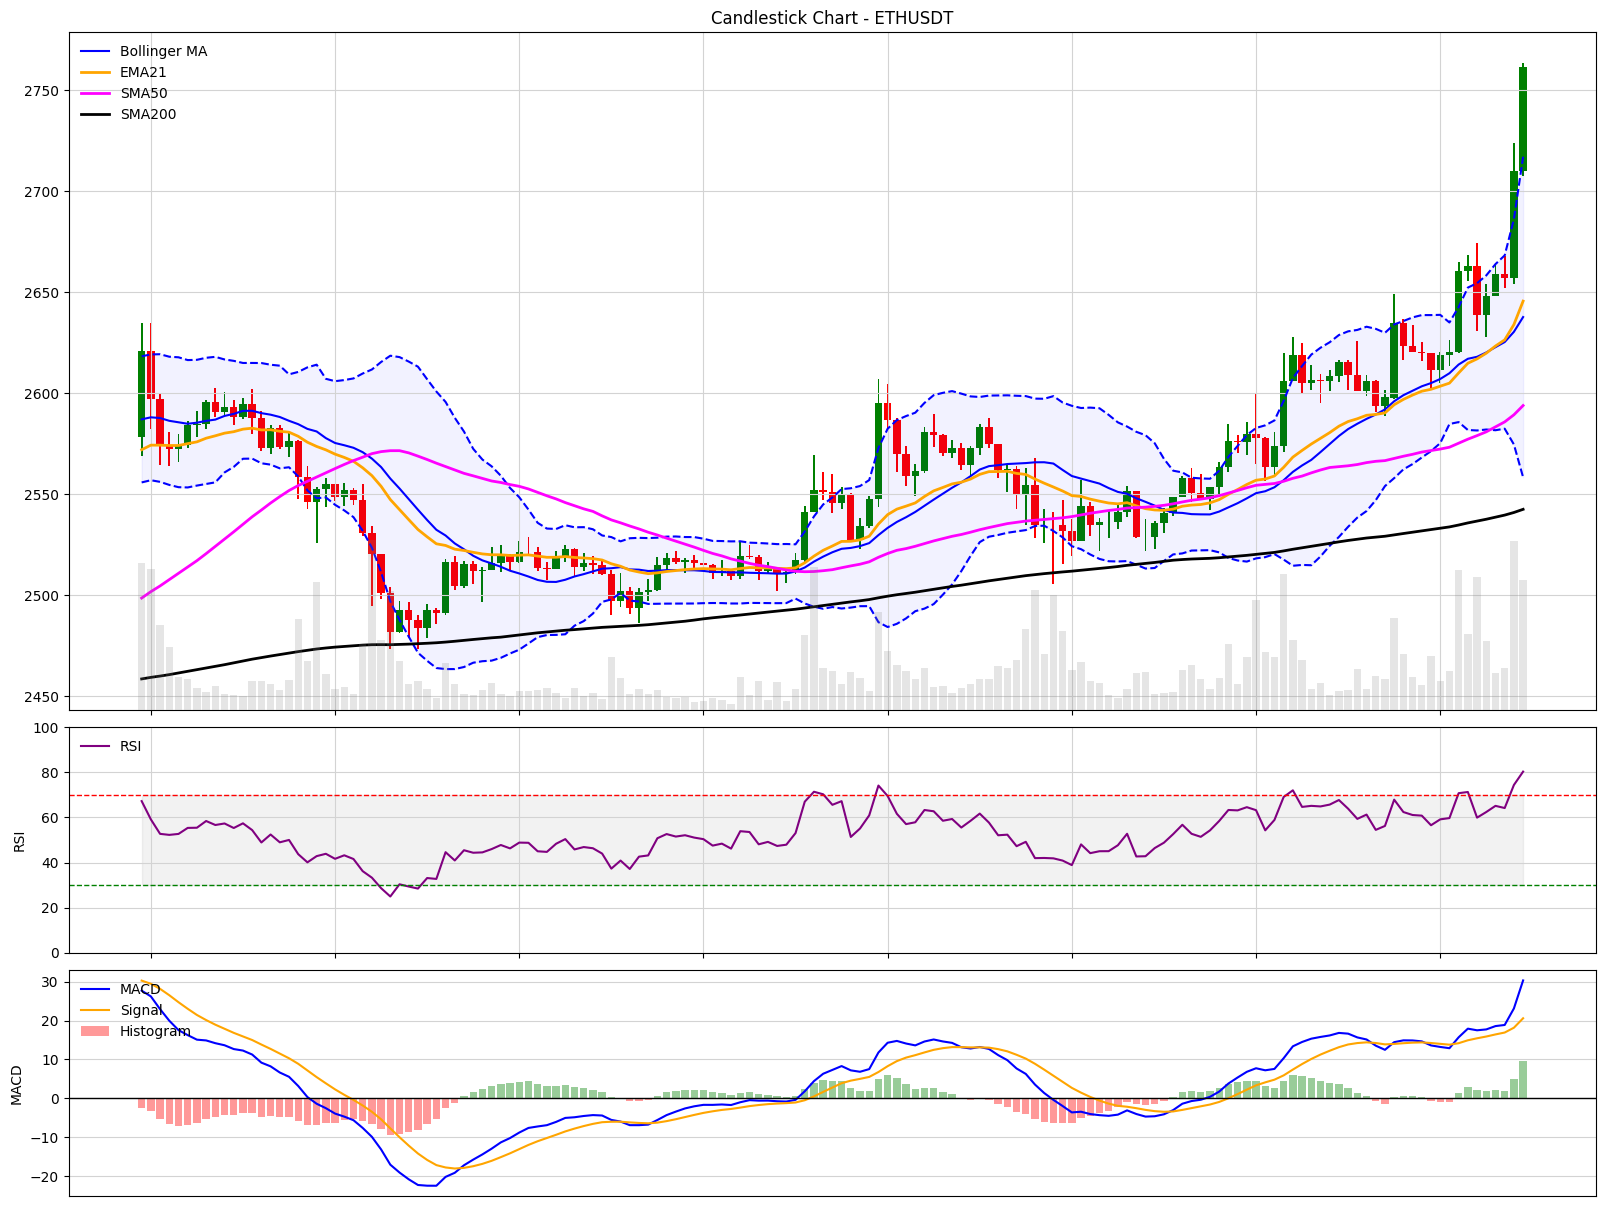 Candlestick Chart - ETHUSDT
Bollinger MA
EMA21
SMA50
SMA200
2750
2700
2650
2600
2550
2500
2450
RSI
100
80
60
40
20
0
RSI
MACD
Signal
Histogram
30
20
10
0
−10
−20
MACD